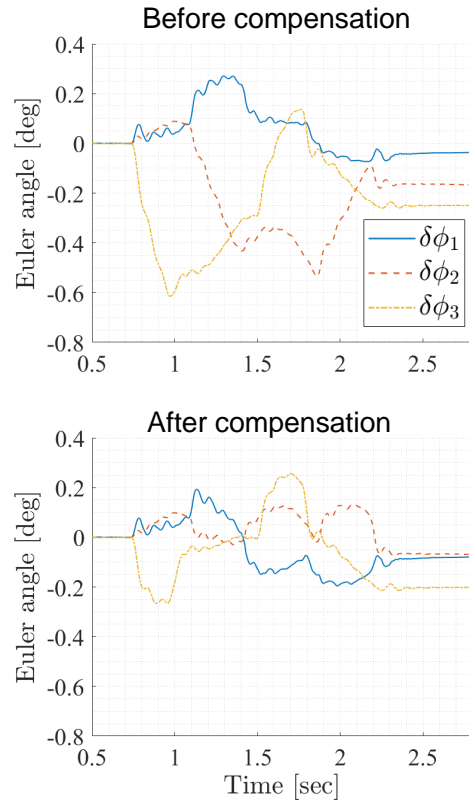 Before compensation
0.4
0.2
0
-0.2
-0.4
-0.6
-0.8
Euler angle [deg]
δϕ1
δϕ2
δϕ3
0.5 1 1.5 2 2.5
After compensation
0.4
0.2
0
-0.2
-0.4
-0.6
-0.8
Euler angle [deg]
0.5 1 1.5 2 2.5
Time [sec]